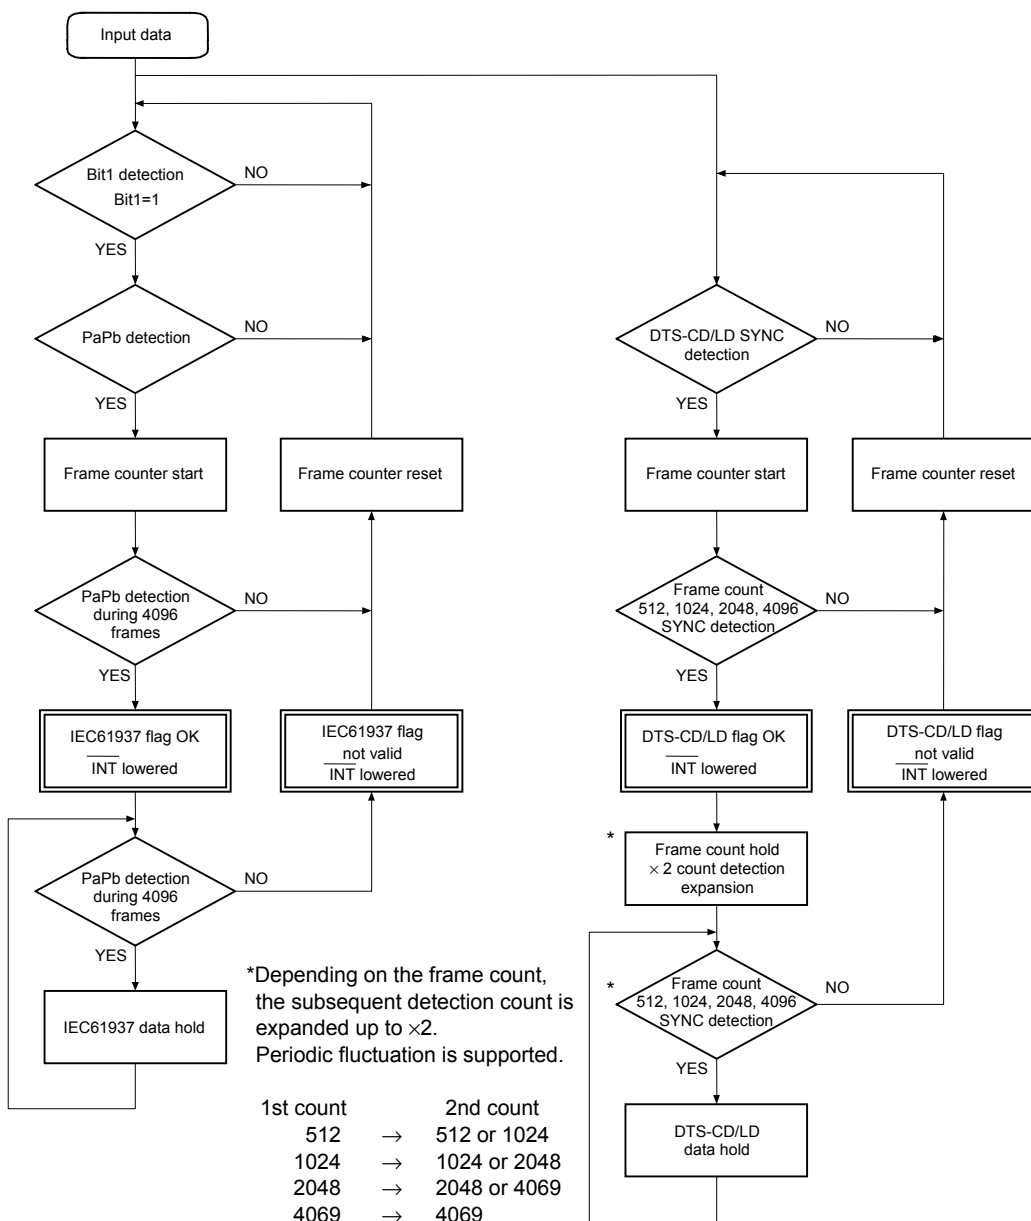 Input data
Bit1 detection
Bit1=1
NO
YES
PaPb detection
NO
YES
Frame counter start
Frame counter reset
PaPb detection
during 4096
frames
NO
YES
IEC61937 flag OK
INT lowered
IEC61937 flag
not valid
INT lowered
PaPb detection
during 4096
frames
NO
YES
IEC61937 data hold
DTS-CD/LD SYNC
detection
NO
YES
Frame counter start
Frame counter reset
Frame count
512, 1024, 2048, 4096
SYNC detection
NO
YES
DTS-CD/LD flag OK
INT lowered
DTS-CD/LD flag
not valid
INT lowered
*
Frame count hold
× 2 count detection
expansion
*
Frame count
512, 1024, 2048, 4096
SYNC detection
NO
YES
DTS-CD/LD
data hold
*Depending on the frame count,
the subsequent detection count is
expanded up to ×2.
Periodic fluctuation is supported.
1st count 2nd count
512 → 512 or 1024
1024 → 1024 or 2048
2048 → 2048 or 4069
4069 → 4069